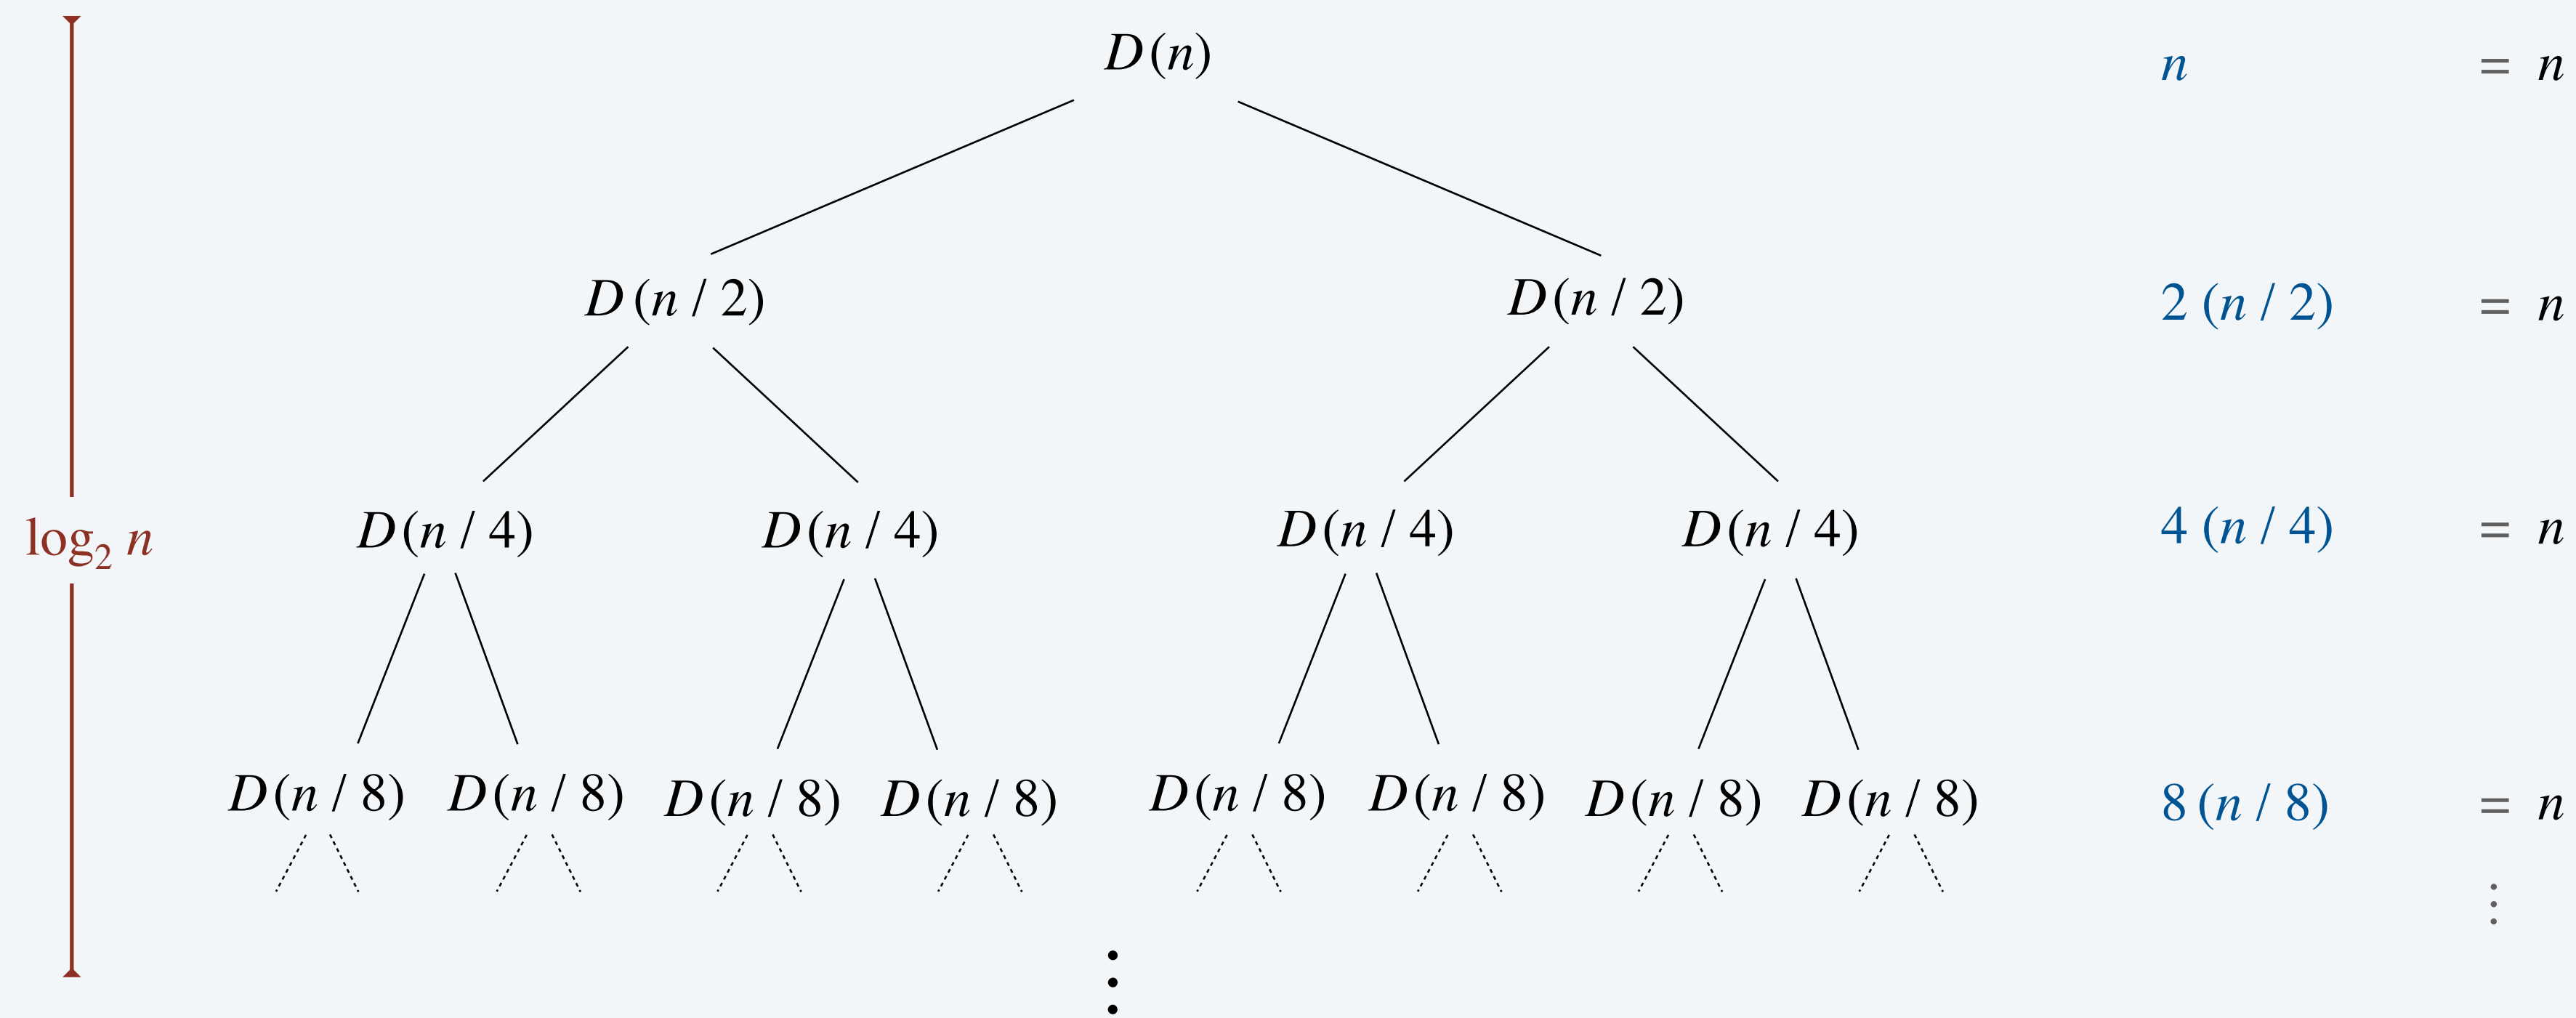 D(n) n = n
D(n / 2) D(n / 2) 2 (n / 2) = n
log₂ n D(n / 4) D(n / 4) D(n / 4) D(n / 4) 4 (n / 4) = n
D(n / 8) D(n / 8) D(n / 8) D(n / 8) D(n / 8) D(n / 8) D(n / 8) D(n / 8) 8 (n / 8) = n
⋮
⋮